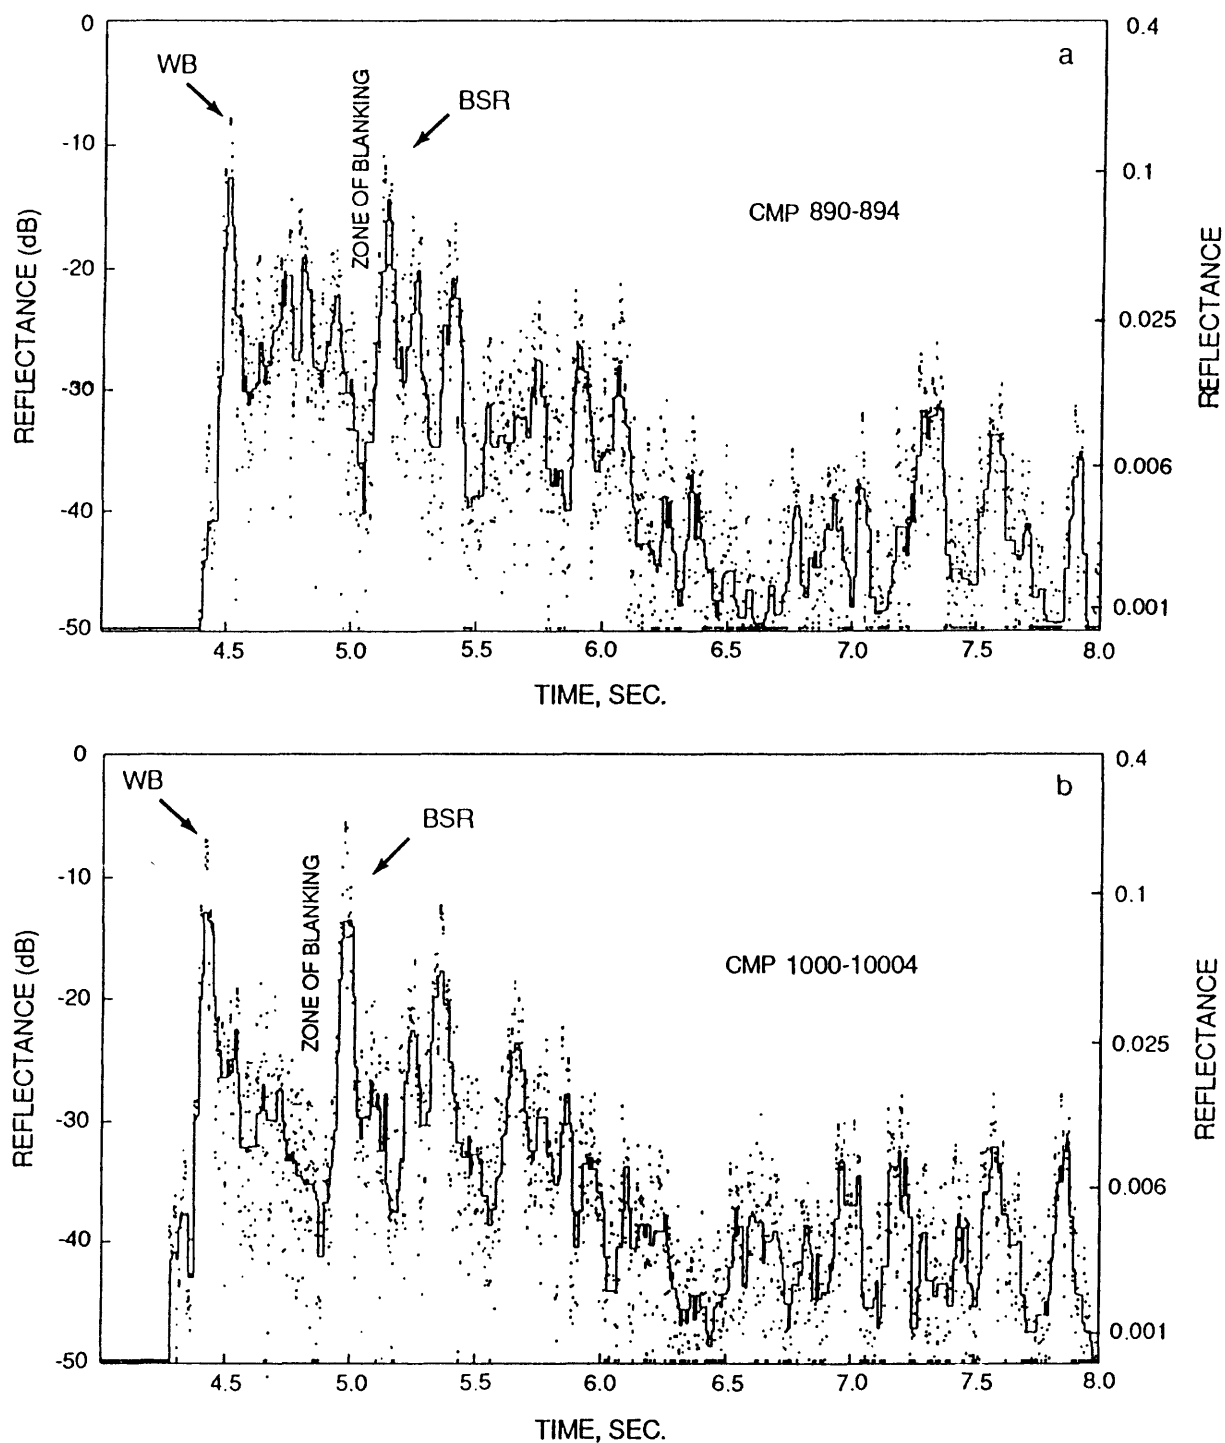 0
0.4
a
WB
ZONE OF BLANKING
BSR
-10
0.1
CMP 890-894
REFLECTANCE (dB)
REFLECTANCE
-20
0.025
-30
0.006
-40
0.001
-50
4.5 5.0 5.5 6.0 6.5 7.0 7.5 8.0
TIME, SEC.
0
0.4
b
WB
BSR
ZONE OF BLANKING
-10
0.1
CMP 1000-10004
REFLECTANCE (dB)
REFLECTANCE
-20
0.025
-30
0.006
-40
0.001
-50
4.5 5.0 5.5 6.0 6.5 7.0 7.5 8.0
TIME, SEC.